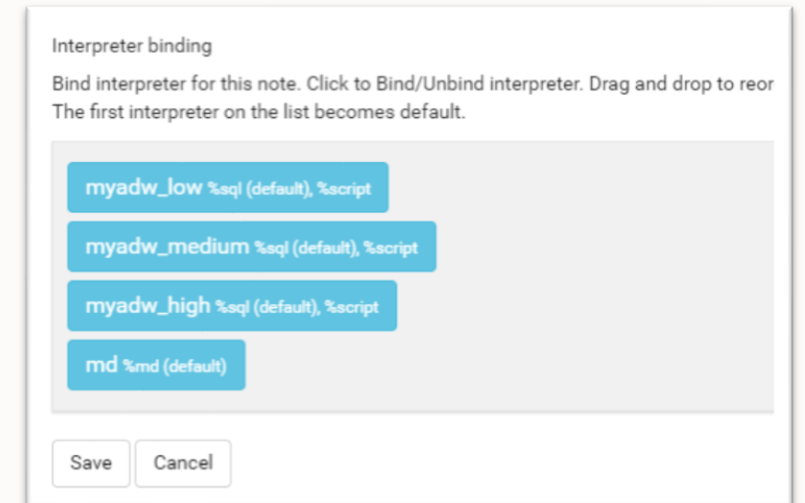 Interpreter binding
Bind interpreter for this note. Click to Bind/Unbind interpreter. Drag and drop to reor
The first interpreter on the list becomes default.
myadw_low %sql (default), %script
myadw_medium %sql (default), %script
myadw_high %sql (default), %script
md %md (default)
Save Cancel